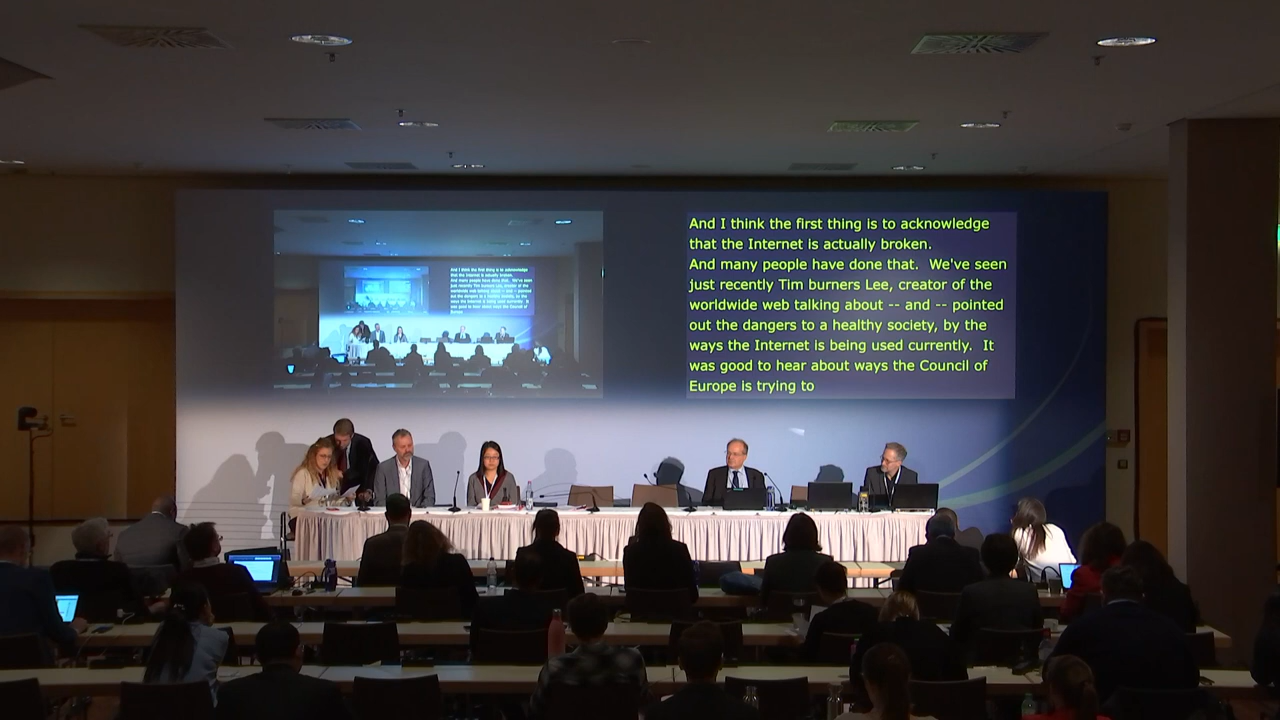 And I think the first thing is to acknowledge
that the Internet is actually broken.
And many people have done that.  We've seen
just recently Tim burners Lee, creator of the
worldwide web talking about -- and -- pointed
out the dangers to a healthy society, by the
ways the Internet is being used currently.  It
was good to hear about ways the Council of
Europe is trying to